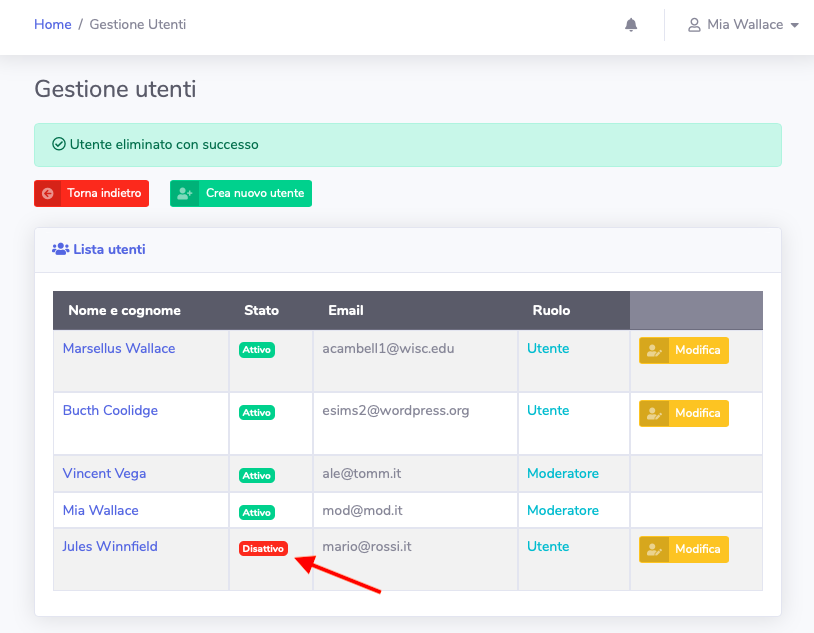 Home / Gestione Utenti
Mia Wallace
Gestione utenti
Utente eliminato con successo
Torna indietro
Crea nuovo utente
Lista utenti
Nome e cognome Stato Email Ruolo
Marsellus Wallace Attivo acambell1@wisc.edu Utente Modifica
Bucth Coolidge Attivo esims2@wordpress.org Utente Modifica
Vincent Vega Attivo ale@tomm.it Moderatore
Mia Wallace Attivo mod@mod.it Moderatore
Jules Winnfield Disattivo mario@rossi.it Utente Modifica